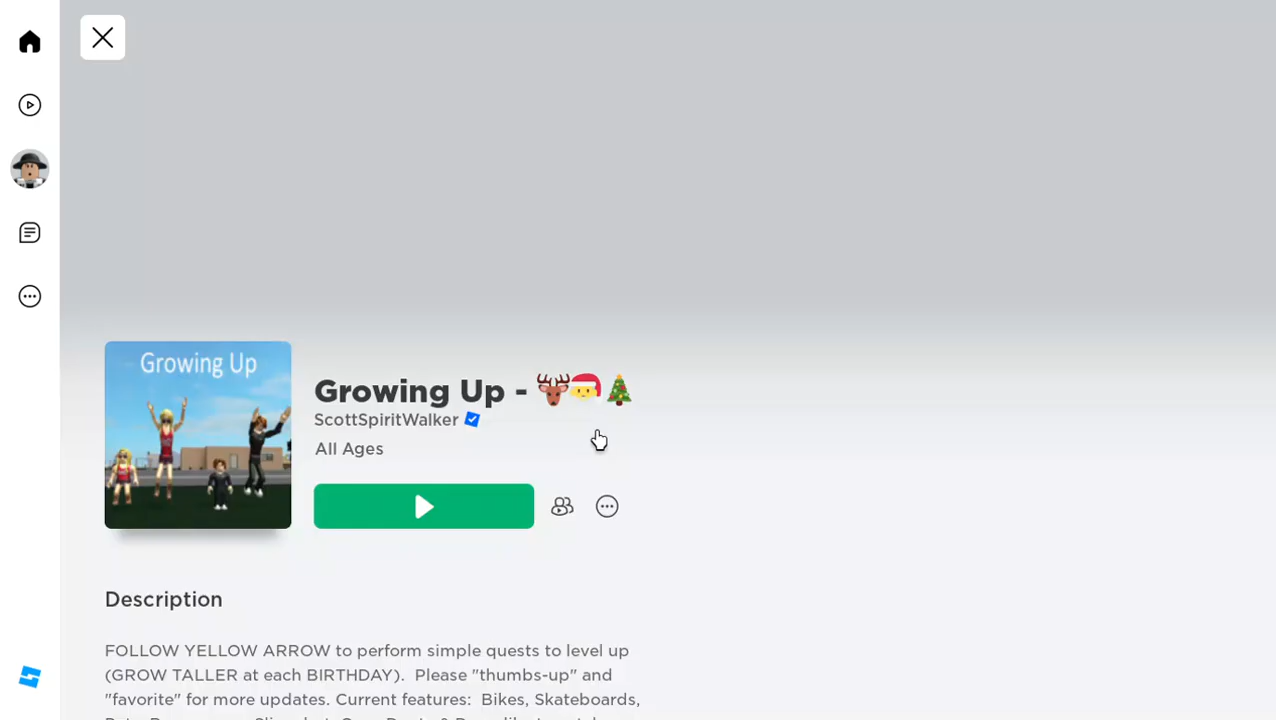 Growing Up
Growing Up - 🦌🎅🎄
ScottSpiritWalker
All Ages
Description
FOLLOW YELLOW ARROW to perform simple quests to level up
(GROW TALLER at each BIRTHDAY).  Please "thumbs-up" and
"favorite" for more updates. Current features:  Bikes, Skateboards,